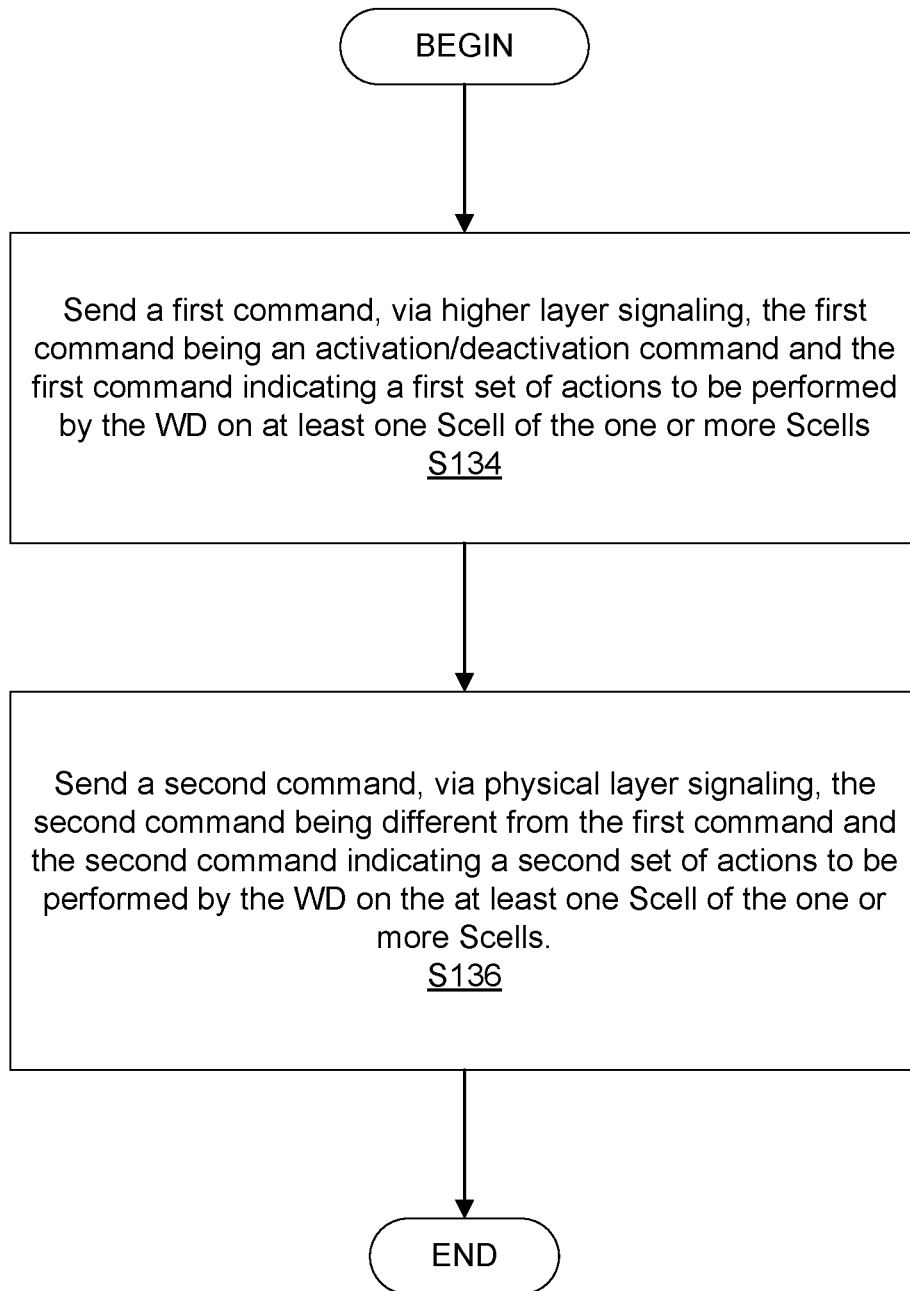 BEGIN
Send a first command, via higher layer signaling, the first
command being an activation/deactivation command and the
first command indicating a first set of actions to be performed
by the WD on at least one Scell of the one or more Scells
S134
Send a second command, via physical layer signaling, the
second command being different from the first command and
the second command indicating a second set of actions to be
performed by the WD on the at least one Scell of the one or
more Scells.
S136
END